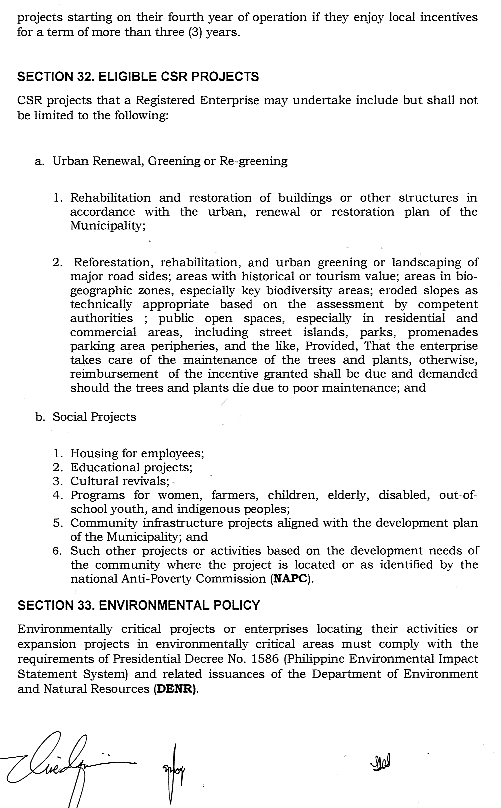 projects starting on their fourth year of operation if they enjoy local incentives
for a term of more than three (3) years.
SECTION 32. ELIGIBLE CSR PROJECTS
CSR projects that a Registered Enterprise may undertake include but shall not
be limited to the following:
a. Urban Renewal, Greening or Re-greening
1. Rehabilitation and restoration of buildings or other structures in
accordance with the urban, renewal or restoration plan of the
Municipality;
2. Reforestation, rehabilitation, and urban greening or landscaping of
major road sides; areas with historical or tourism value; areas in bio-
geographic zones, especially key biodiversity areas; eroded slopes as
technically appropriate based on the assessment by competent
authorities ; public open spaces, especially in residential and
commercial areas, including street islands, parks, promenades
parking area peripheries, and the like, Provided, That the enterprise
takes care of the maintenance of the trees and plants, otherwise,
reimbursement of the incentive granted shall be due and demanded
should the trees and plants die due to poor maintenance; and
b. Social Projects
1. Housing for employees;
2. Educational projects;
3. Cultural revivals;
4. Programs for women, farmers, children, elderly, disabled, out-of-
school youth, and indigenous peoples;
5. Community infrastructure projects aligned with the development plan
of the Municipality; and
6. Such other projects or activities based on the development needs of
the community where the project is located or as identified by the
national Anti-Poverty Commission (NAPC).
SECTION 33. ENVIRONMENTAL POLICY
Environmentally critical projects or enterprises locating their activities or
expansion projects in environmentally critical areas must comply with the
requirements of Presidential Decree No. 1586 (Philippine Environmental Impact
Statement System) and related issuances of the Department of Environment
and Natural Resources (DENR).